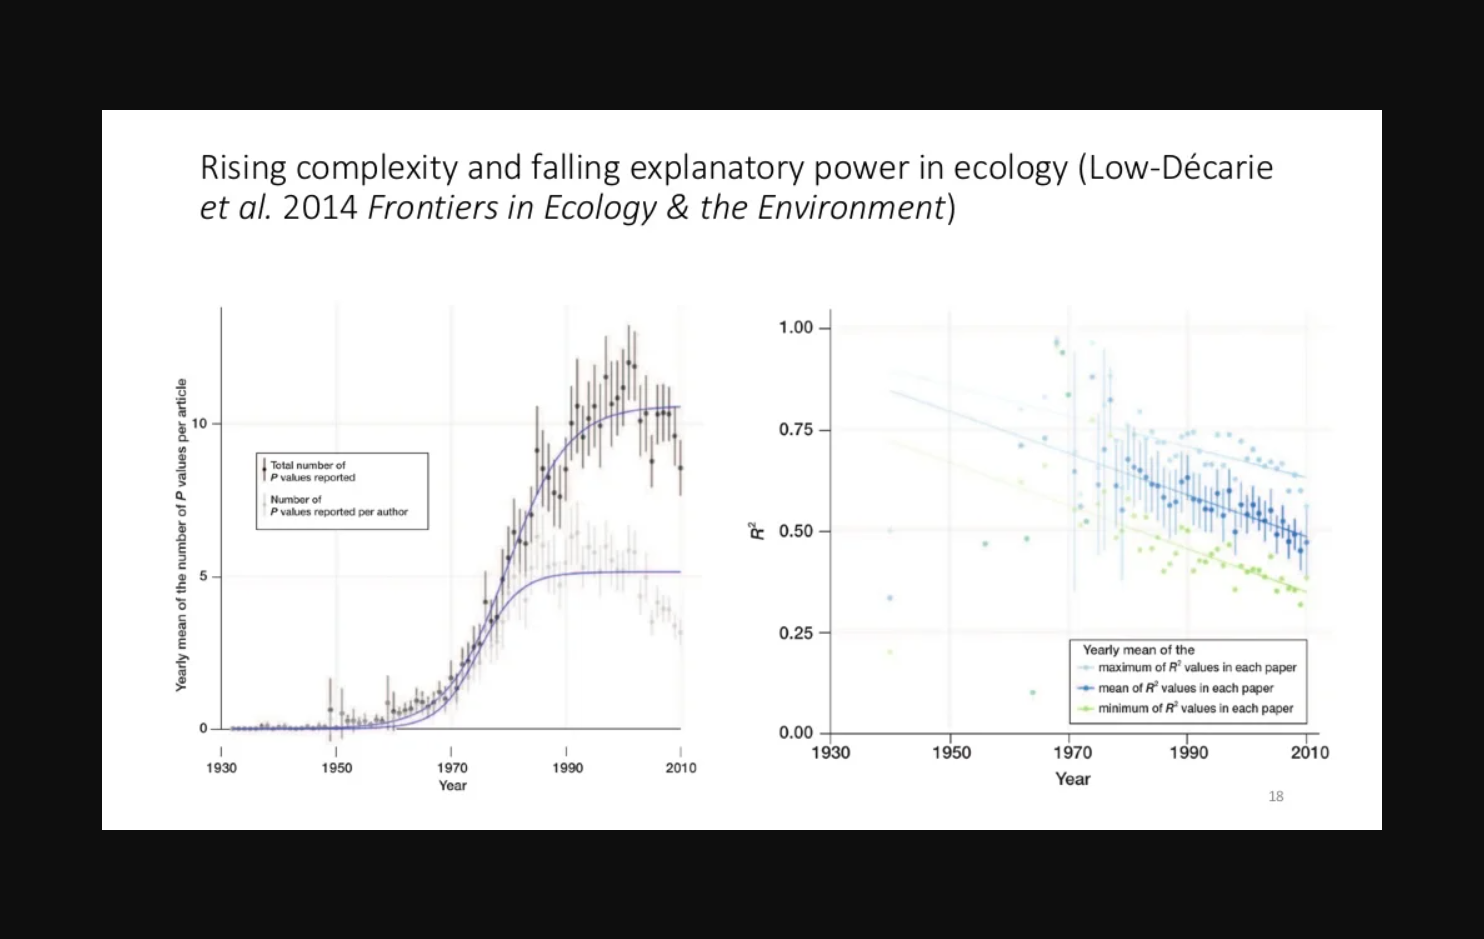 Rising complexity and falling explanatory power in ecology (Low-Décarie
et al. 2014 Frontiers in Ecology & the Environment)
Yearly mean of the number of P values per article
10
5
0
Total number of
P values reported
Number of
P values reported per author
1930
1950
1970
1990
2010
Year
R²
1.00
0.75
0.50
0.25
0.00
Yearly mean of the
maximum of R² values in each paper
mean of R² values in each paper
minimum of R² values in each paper
1930
1950
1970
1990
2010
Year
18